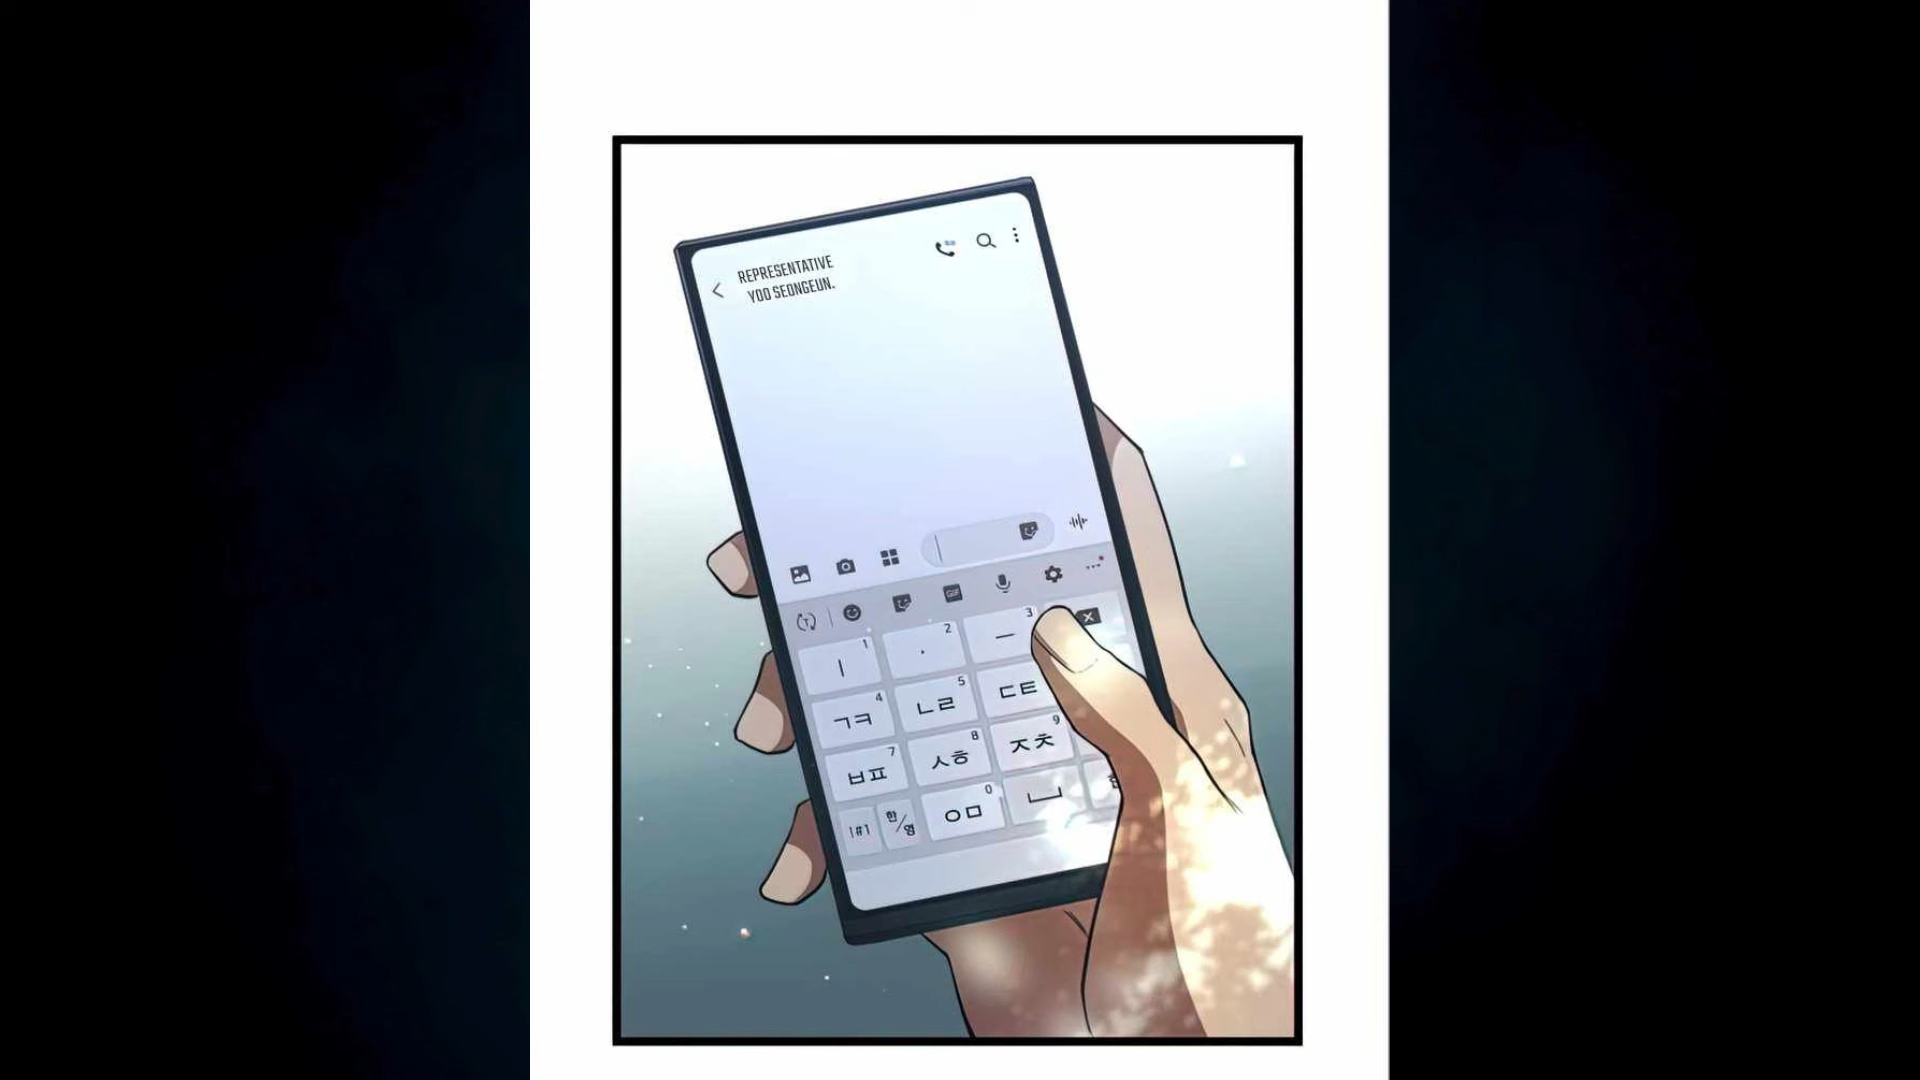 REPRESENTATIVE
YOO SEONGEUN.
GIF
ㅣ 1
. 2
ㅡ 3
ㄱㅋ 4
ㄴㄹ 5
ㄷㅌ
ㅂㅍ 7
ㅅㅎ 8
ㅈㅊ 9
!#1
한/영
ㅇㅁ 0